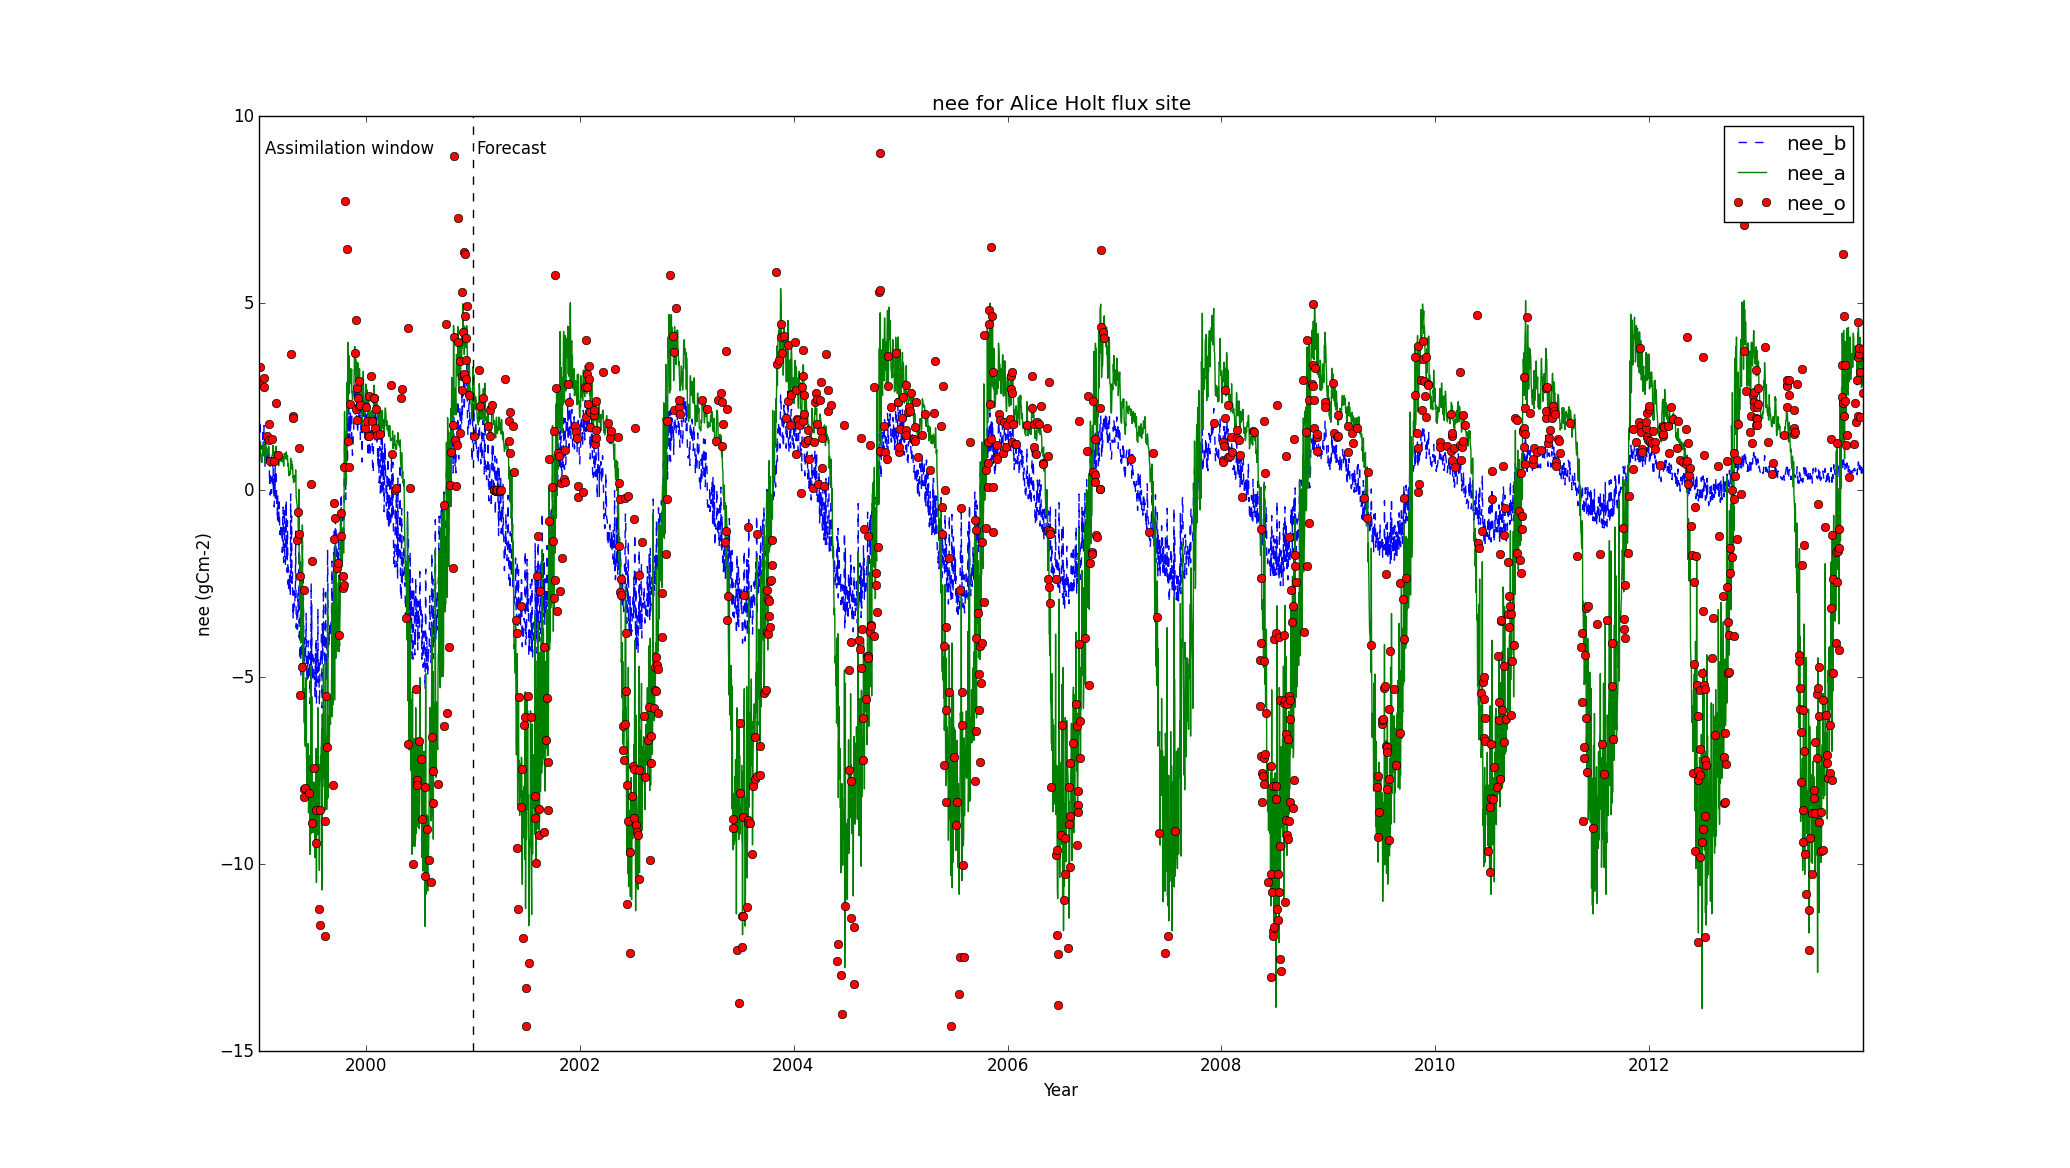 nee for Alice Holt flux site
Assimilation window
Forecast
nee_b
nee_a
nee_o
10
5
0
−5
−10
−15
nee (gCm-2)
2000
2002
2004
2006
2008
2010
2012
Year